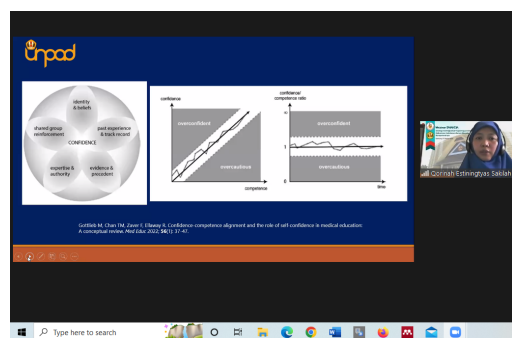 unpad
identity
& beliefs
shared group
reinforcement
past experience
& track record
CONFIDENCE
expertise &
authority
evidence &
precedent
confidence
overconfident
overcautious
competence
confidence/
competence ratio
∞
overconfident
1
overcautious
0
time
Gottlieb M, Chan TM, Zaver F, Ellaway R. Confidence-competence alignment and the role of self-confidence in medical education:
A conceptual review. Med Educ 2022; 56(1): 37-47.
Qorinah Estiningtyas Sakilah
Type here to search